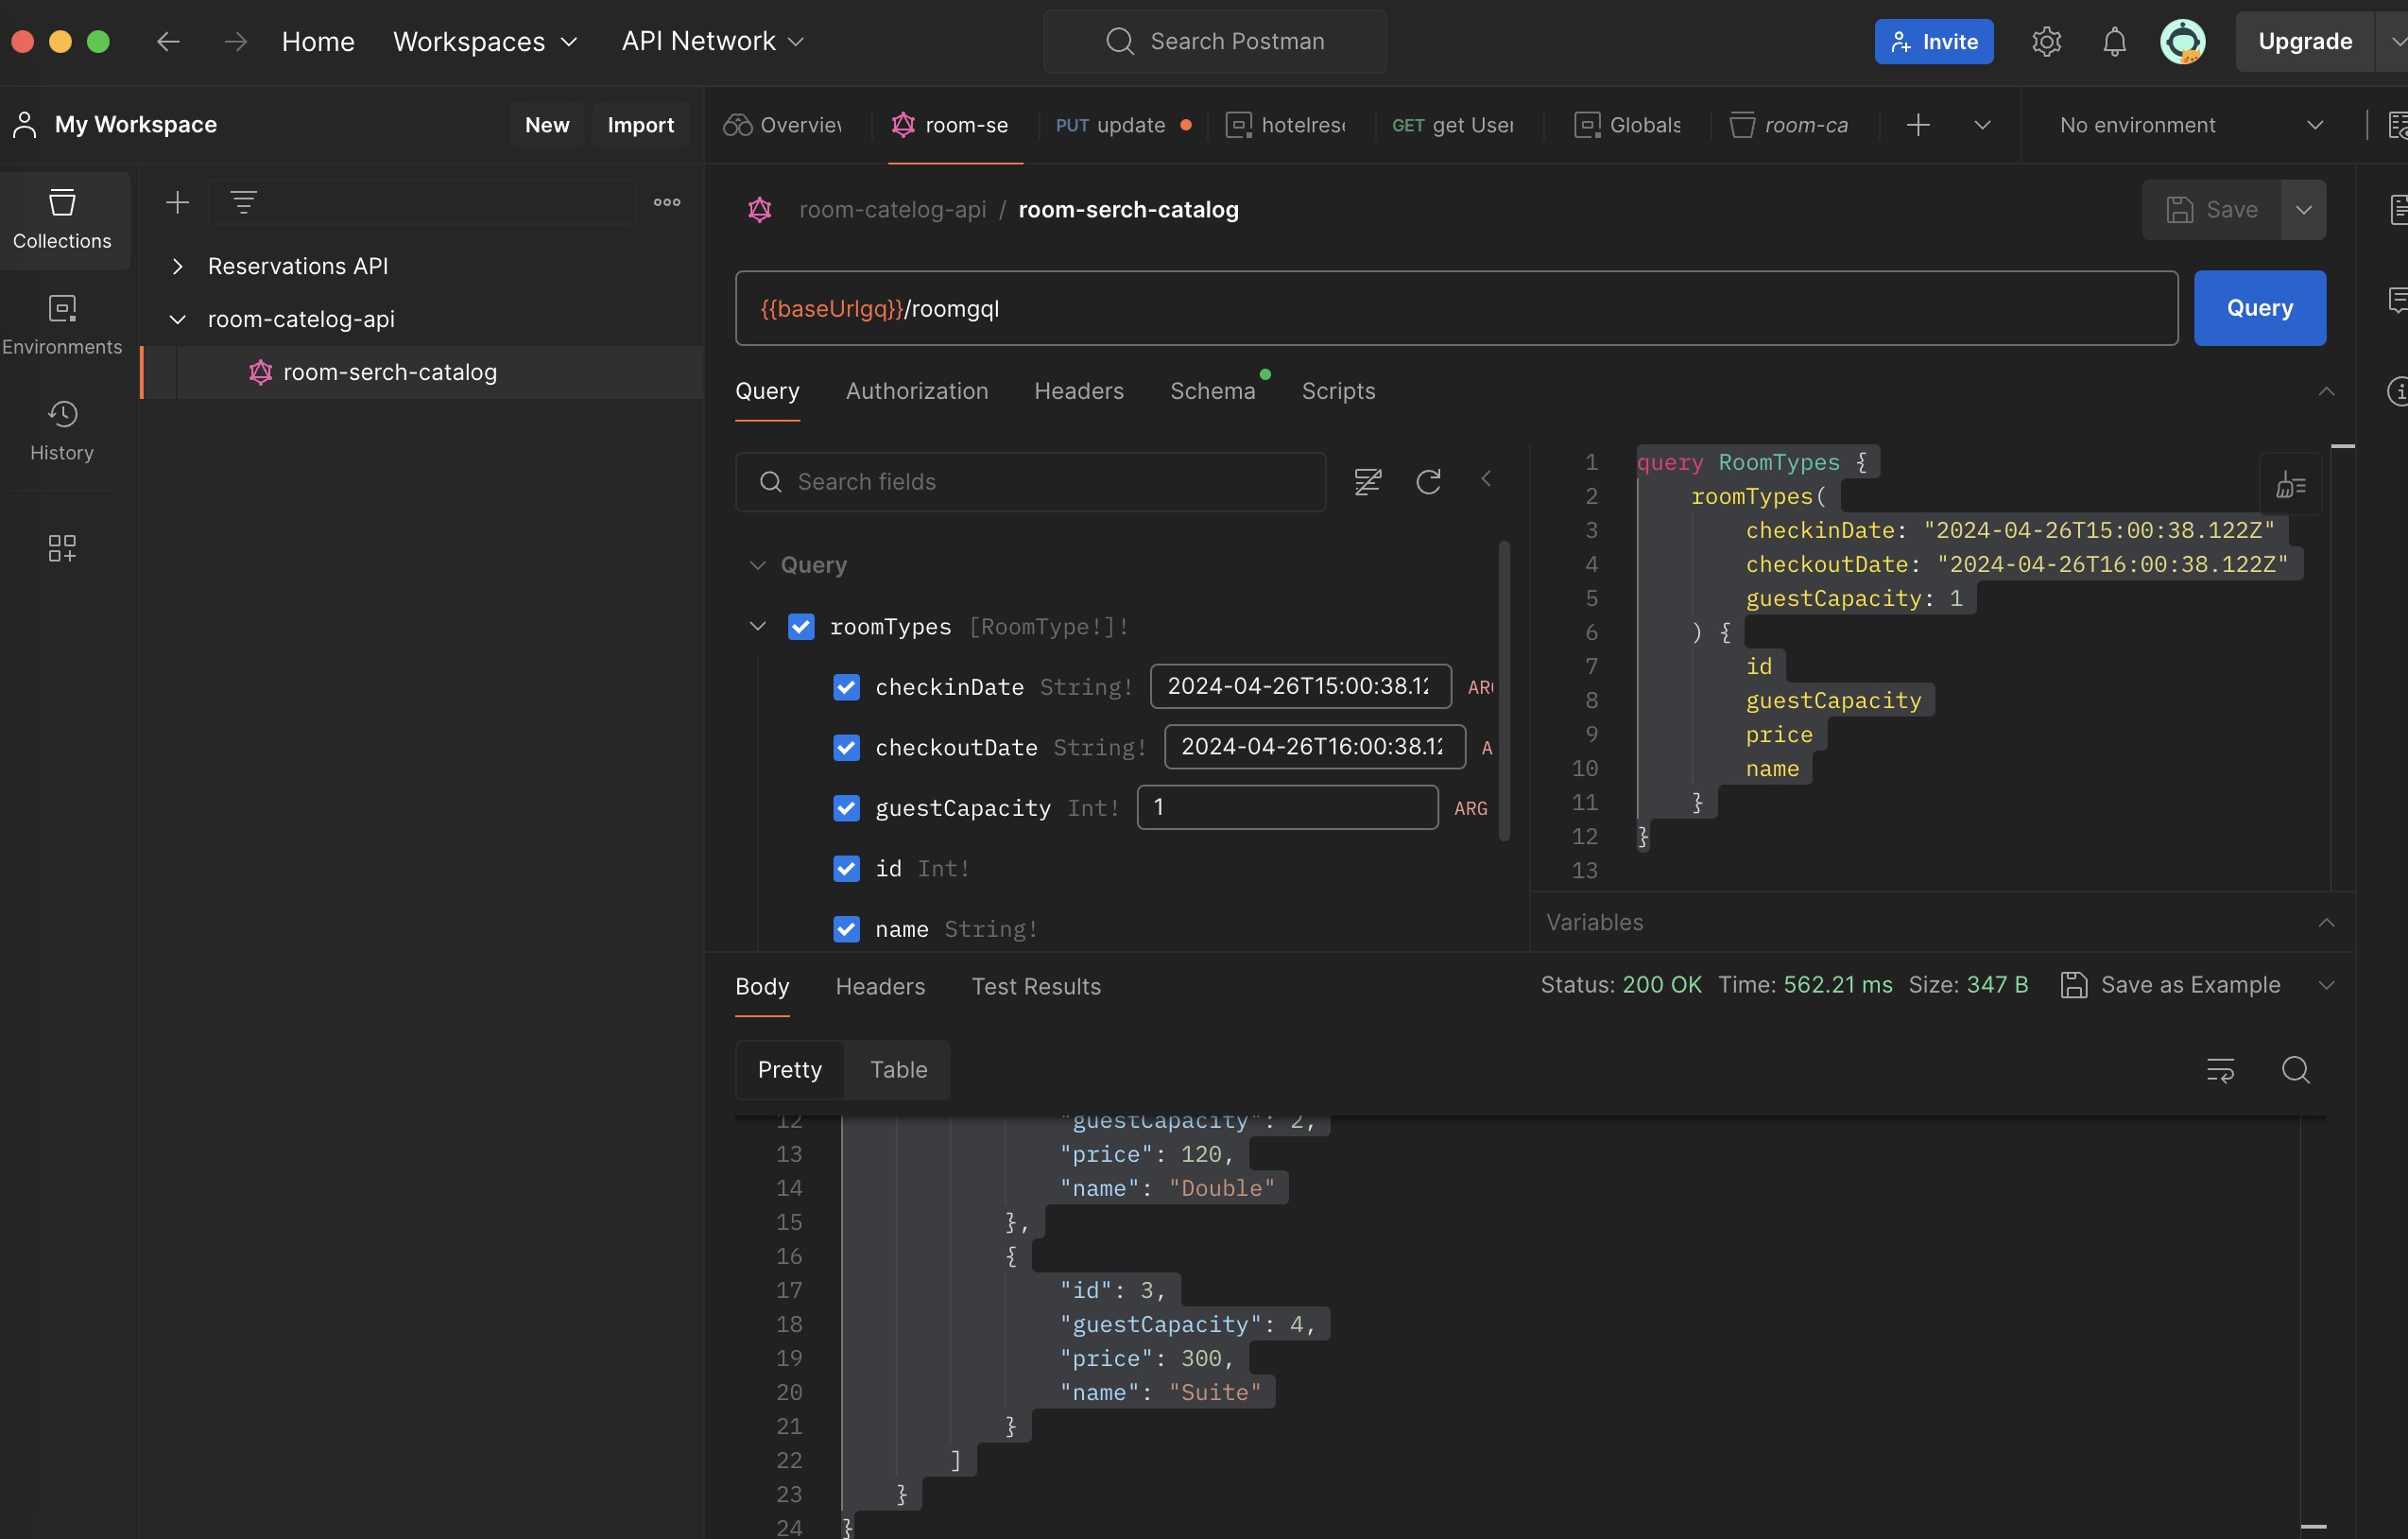 Home Workspaces API Network Search Postman Invite Upgrade
My Workspace New Import
Overvie room-se PUT update hotelres GET get User Globals room-ca No environment
Collections
Environments
History
Reservations API
room-catelog-api
room-serch-catalog
room-catelog-api / room-serch-catalog Save
{{baseUrlgq}}/roomgql Query
Query Authorization Headers Schema Scripts
Search fields
Query
roomTypes [RoomType!]!
checkinDate String! 2024-04-26T15:00:38.12 ARG
checkoutDate String! 2024-04-26T16:00:38.12 A
guestCapacity Int! 1 ARG
id Int!
name String!
1 query RoomTypes {
2 roomTypes(
3 checkinDate: "2024-04-26T15:00:38.122Z"
4 checkoutDate: "2024-04-26T16:00:38.122Z"
5 guestCapacity: 1
6 ) {
7 id
8 guestCapacity
9 price
10 name
11 }
12 }
13
Variables
Body Headers Test Results Status: 200 OK Time: 562.21 ms Size: 347 B Save as Example
Pretty Table
12 "guestCapacity": 2,
13 "price": 120,
14 "name": "Double"
15 },
16 {
17 "id": 3,
18 "guestCapacity": 4,
19 "price": 300,
20 "name": "Suite"
21 }
22 ]
23 }
24 }